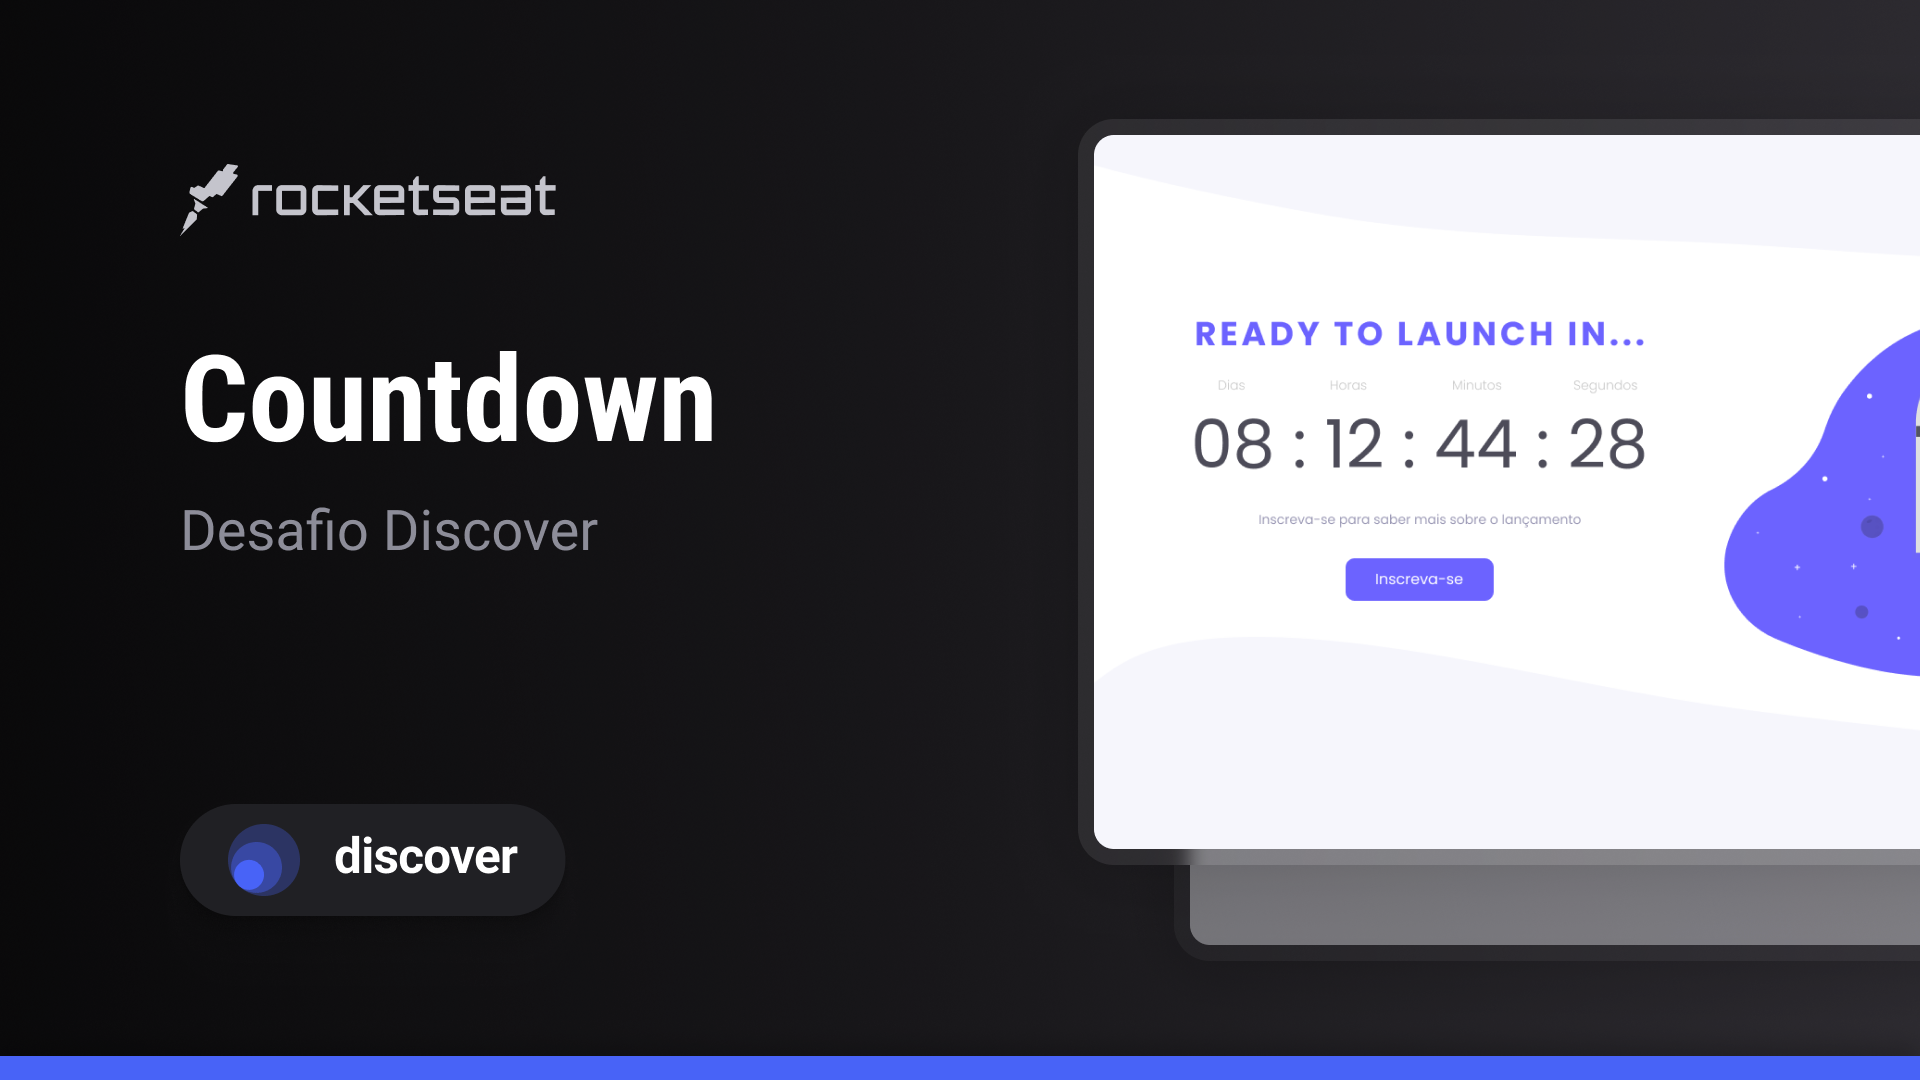 rocketseat
Countdown
Desafio Discover
discover
READY TO LAUNCH IN...
Dias Horas Minutos Segundos
08 : 12 : 44 : 28
Inscreva-se para saber mais sobre o lançamento
Inscreva-se